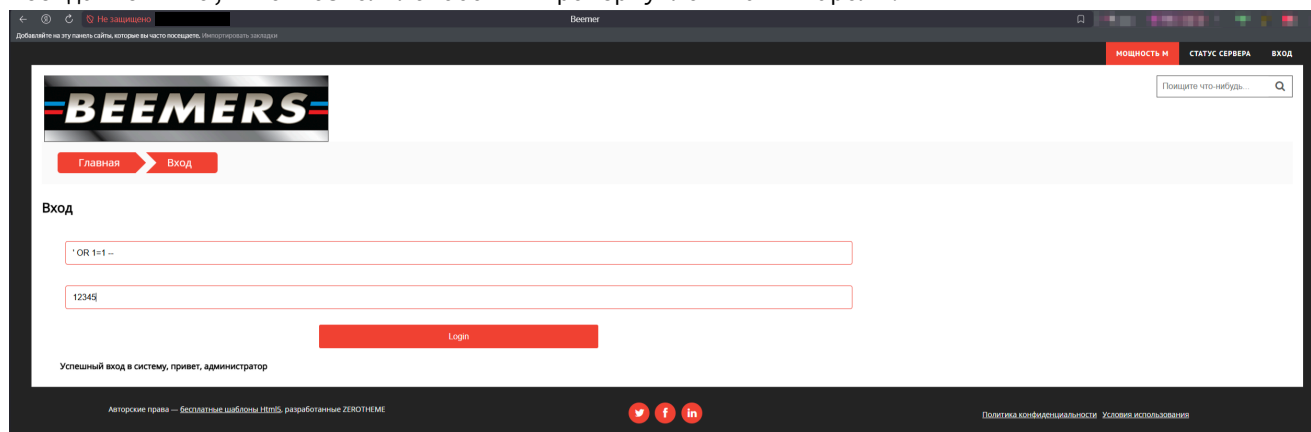 Не защищено
Beemer
Добавляйте на эту панель сайты, которые вы часто посещаете. Импортировать закладки
МОЩНОСТЬ М СТАТУС СЕРВЕРА ВХОД
BEEMERS
Поищите что-нибудь...
Главная Вход
Вход
' OR 1=1 --
12345
Login
Успешный вход в систему, привет, администратор
Авторские права — бесплатные шаблоны Html5, разработанные ZEROTHEME
Политика конфиденциальности Условия использования